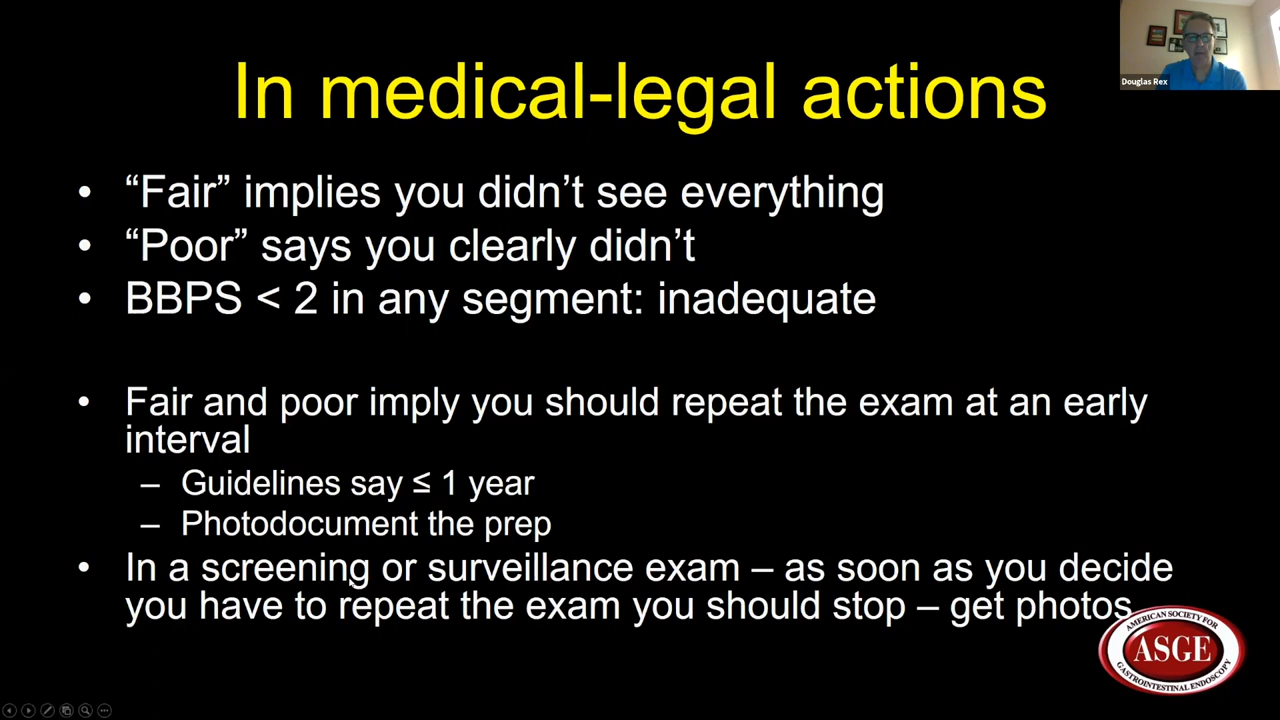 Douglas Rex
In medical-legal actions
• “Fair” implies you didn’t see everything
• “Poor” says you clearly didn’t
• BBPS < 2 in any segment: inadequate
• Fair and poor imply you should repeat the exam at an early
interval
– Guidelines say ≤ 1 year
– Photodocument the prep
• In a screening or surveillance exam – as soon as you decide
you have to repeat the exam you should stop – get photos
AMERICAN SOCIETY FOR
ASGE
GASTROINTESTINAL ENDOSCOPY